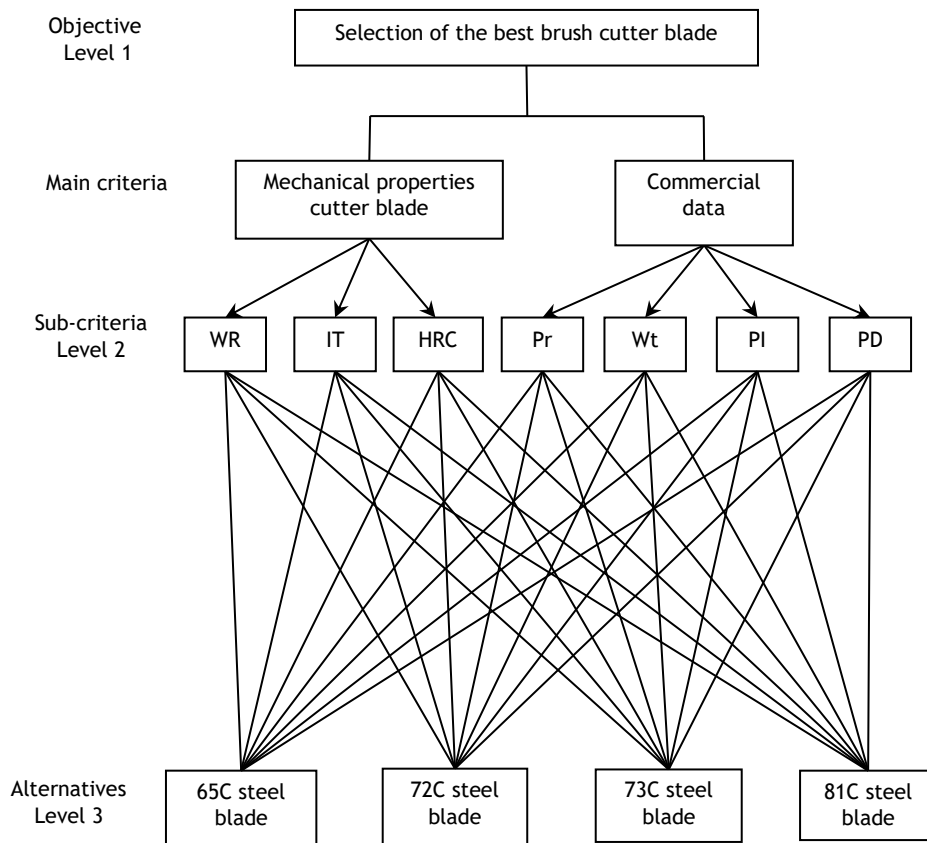 Objective
Level 1
Selection of the best brush cutter blade
Main criteria
Mechanical properties
cutter blade
Commercial
data
Sub-criteria
Level 2
WR
IT
HRC
Pr
Wt
PI
PD
Alternatives
Level 3
65C steel
blade
72C steel
blade
73C steel
blade
81C steel
blade